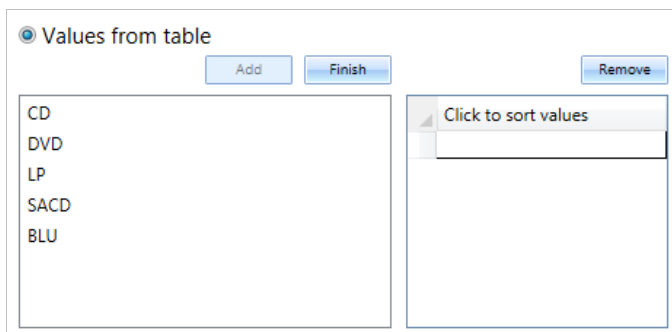 Values from table
Add Finish Remove
CD
DVD
LP
SACD
BLU
Click to sort values